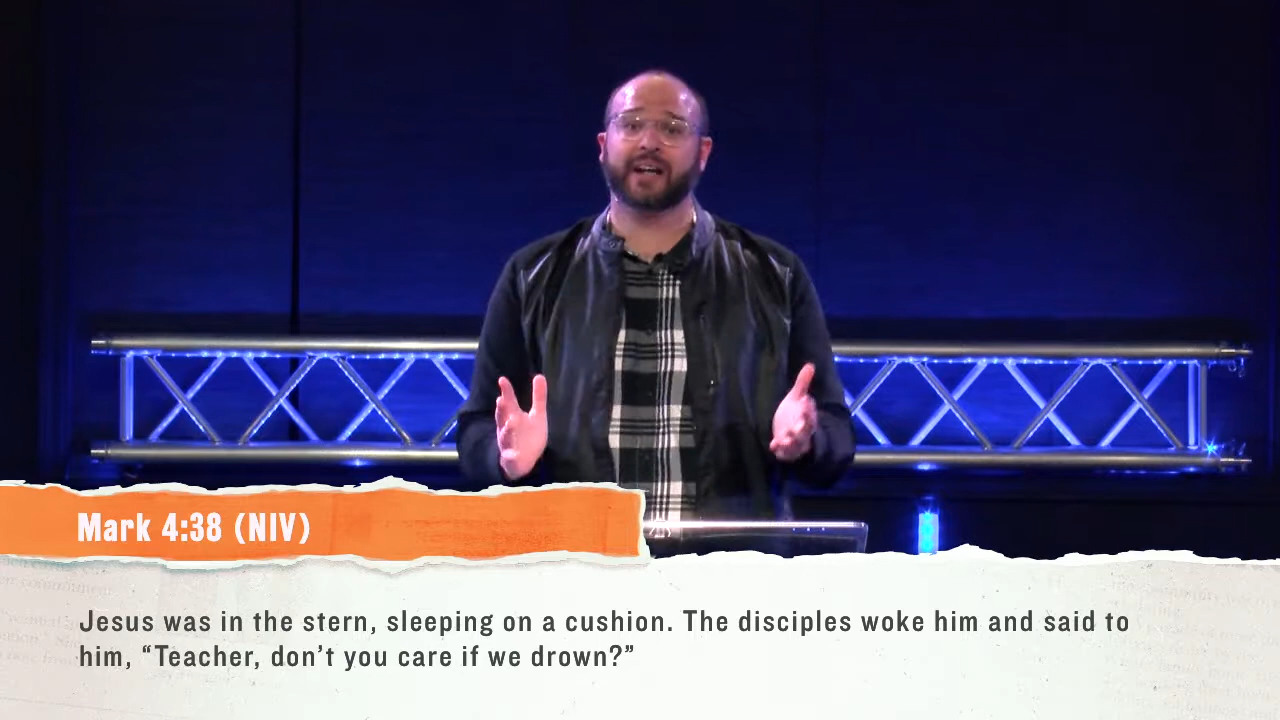 Mark 4:38 (NIV)
Jesus was in the stern, sleeping on a cushion. The disciples woke him and said to
him, “Teacher, don’t you care if we drown?”